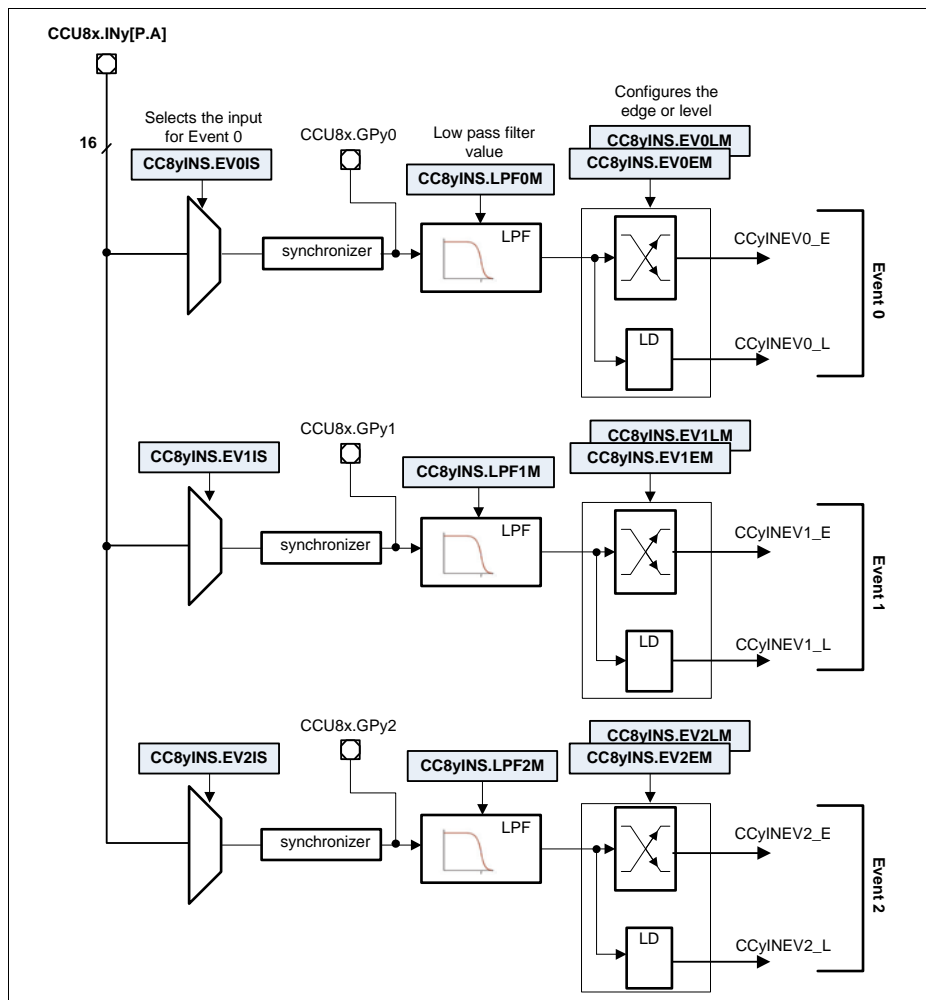 CCU8x.INy[P.A]
16
Selects the input
for Event 0
CC8yINS.EV0IS
synchronizer
CCU8x.GPy0
Low pass filter
value
CC8yINS.LPF0M
LPF
Configures the
edge or level
CC8yINS.EV0LM
CC8yINS.EV0EM
LD
CCyINEV0_E
CCyINEV0_L
Event 0
CC8yINS.EV1IS
synchronizer
CCU8x.GPy1
CC8yINS.LPF1M
LPF
CC8yINS.EV1LM
CC8yINS.EV1EM
LD
CCyINEV1_E
CCyINEV1_L
Event 1
CC8yINS.EV2IS
synchronizer
CCU8x.GPy2
CC8yINS.LPF2M
LPF
CC8yINS.EV2LM
CC8yINS.EV2EM
LD
CCyINEV2_E
CCyINEV2_L
Event 2